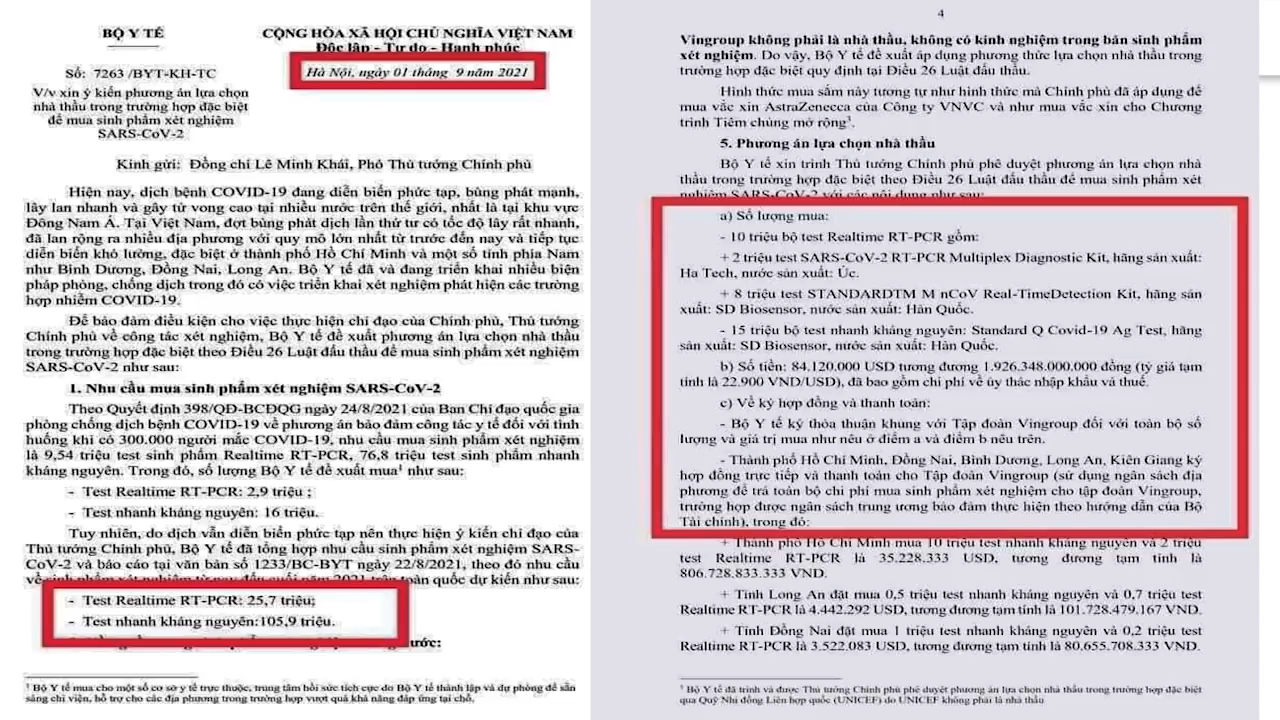 BỘ Y TẾ
CỘNG HÒA XÃ HỘI CHỦ NGHĨA VIỆT NAM
Độc lập - Tự do - Hạnh phúc
Số: 7263 /BYT-KH-TC
Hà Nội, ngày 01 tháng 9 năm 2021
V/v xin ý kiến phương án lựa chọn
nhà thầu trong trường hợp đặc biệt
để mua sinh phẩm xét nghiệm
SARS-CoV-2
Kính gửi: Đồng chí Lê Minh Khái, Phó Thủ tướng Chính phủ
Hiện nay, dịch bệnh COVID-19 đang diễn biến phức tạp, bùng phát mạnh,
lây lan nhanh và gây tử vong cao tại nhiều nước trên thế giới, nhất là tại khu vực
Đông Nam Á. Tại Việt Nam, đợt bùng phát dịch lần thứ tư có tốc độ lây rất nhanh,
đã lan rộng ra nhiều địa phương với quy mô lớn nhất từ trước đến nay và tiếp tục
diễn biến khó lường, đặc biệt ở thành phố Hồ Chí Minh và một số tỉnh phía Nam
như Bình Dương, Đồng Nai, Long An. Bộ Y tế đã và đang triển khai nhiều biện
pháp phòng, chống dịch trong đó có việc triển khai xét nghiệm phát hiện các trường
hợp nhiễm COVID-19.
Để bảo đảm điều kiện cho việc thực hiện chỉ đạo của Chính phủ, Thủ tướng
Chính phủ về công tác xét nghiệm, Bộ Y tế đề xuất phương án lựa chọn nhà thầu
trong trường hợp đặc biệt theo Điều 26 Luật đấu thầu để mua sinh phẩm xét nghiệm
SARS-CoV-2 như sau:
1. Nhu cầu mua sinh phẩm xét nghiệm SARS-CoV-2
Theo Quyết định 398/QĐ-BCĐQG ngày 24/8/2021 của Ban Chỉ đạo quốc gia
phòng chống dịch bệnh COVID-19 về phương án bảo đảm công tác y tế đối với tình
huống khi có 300.000 người mắc COVID-19, nhu cầu mua sinh phẩm xét nghiệm
là 9,54 triệu test sinh phẩm Realtime RT-PCR, 76,8 triệu test sinh phẩm nhanh
kháng nguyên. Trong đó, số lượng Bộ Y tế đề xuất mua¹ như sau:
- Test Realtime RT-PCR: 2,9 triệu ;
- Test nhanh kháng nguyên: 16 triệu.
Tuy nhiên, do dịch vẫn diễn biến phức tạp nên thực hiện ý kiến chỉ đạo của
Thủ tướng Chính phủ, Bộ Y tế đã tổng hợp nhu cầu sinh phẩm xét nghiệm SARS-
CoV-2 và báo cáo tại văn bản số 1233/BC-BYT ngày 22/8/2021, theo đó nhu cầu
về sinh phẩm xét nghiệm từ nay đến cuối năm 2021 trên toàn quốc dự kiến như sau:
- Test Realtime RT-PCR: 25,7 triệu;
- Test nhanh kháng nguyên:105,9 triệu.
¹ Bộ Y tế mua cho một số cơ sở y tế trực thuộc, trung tâm hồi sức tích cực do Bộ Y tế thành lập và dự phòng để sẵn
sàng chi viện, hỗ trợ cho các địa phương trong trường hợp vượt quá khả năng đáp ứng tại chỗ.
4
Vingroup không phải là nhà thầu, không có kinh nghiệm trong bán sinh phẩm
xét nghiệm. Do vậy, Bộ Y tế đề xuất áp dụng phương thức lựa chọn nhà thầu trong
trường hợp đặc biệt quy định tại Điều 26 Luật đấu thầu.
Hình thức mua sắm này tương tự như hình thức mà Chính phủ đã áp dụng để
mua vắc xin AstraZenecca của Công ty VNVC và như mua vắc xin cho Chương
trình Tiêm chủng mở rộng³.
5. Phương án lựa chọn nhà thầu
Bộ Y tế xin trình Thủ tướng Chính phủ phê duyệt phương án lựa chọn nhà
thầu trong trường hợp đặc biệt theo Điều 26 Luật đấu thầu để mua sinh phẩm xét
nghiệm SARS-CoV-2 với các nội dung như sau:
a) Số lượng mua:
- 10 triệu bộ test Realtime RT-PCR gồm:
+ 2 triệu test SARS-CoV-2 RT-PCR Multiplex Diagnostic Kit, hãng sản xuất:
Ha Tech, nước sản xuất: Úc.
+ 8 triệu test STANDARDTM M nCoV Real-TimeDetection Kit, hãng sản
xuất: SD Biosensor, nước sản xuất: Hàn Quốc.
- 15 triệu bộ test nhanh kháng nguyên: Standard Q Covid-19 Ag Test, hãng
sản xuất: SD Biosensor, nước sản xuất: Hàn Quốc.
b) Số tiền: 84.120.000 USD tương đương 1.926.348.000.000 đồng (tỷ giá tạm
tính là 22.900 VND/USD), đã bao gồm chi phí về ủy thác nhập khẩu và thuế.
c) Về ký hợp đồng và thanh toán:
- Bộ Y tế ký thỏa thuận khung với Tập đoàn Vingroup đối với toàn bộ số
lượng và giá trị mua như nêu ở điểm a và điểm b nêu trên.
- Thành phố Hồ Chí Minh, Đồng Nai, Bình Dương, Long An, Kiên Giang ký
hợp đồng trực tiếp và thanh toán cho Tập đoàn Vingroup (sử dụng ngân sách địa
phương để trả toàn bộ chi phí mua sinh phẩm xét nghiệm cho tập đoàn Vingroup,
trường hợp được ngân sách trung ương bảo đảm thực hiện theo hướng dẫn của Bộ
Tài chính), trong đó:
+ Thành phố Hồ Chí Minh mua 10 triệu test nhanh kháng nguyên và 2 triệu
test Realtime RT-PCR là 35.228.333 USD, tương đương tạm tính là
806.728.833.333 VND.
+ Tỉnh Long An đặt mua 0,5 triệu test nhanh kháng nguyên và 0,7 triệu test
Realtime RT-PCR là 4.442.292 USD, tương đương tạm tính là 101.728.479.167 VND.
+ Tỉnh Đồng Nai đặt mua 1 triệu test nhanh kháng nguyên và 0,2 triệu test
Realtime RT-PCR là 3.522.083 USD, tương đương tạm tính là 80.655.708.333 VND.
³ Bộ Y tế đã trình và được Thủ tướng Chính phủ phê duyệt phương án lựa chọn nhà thầu trong trường hợp đặc biệt
qua Quỹ Nhi đồng Liên hợp quốc (UNICEF) do UNICEF không phải là nhà thầu